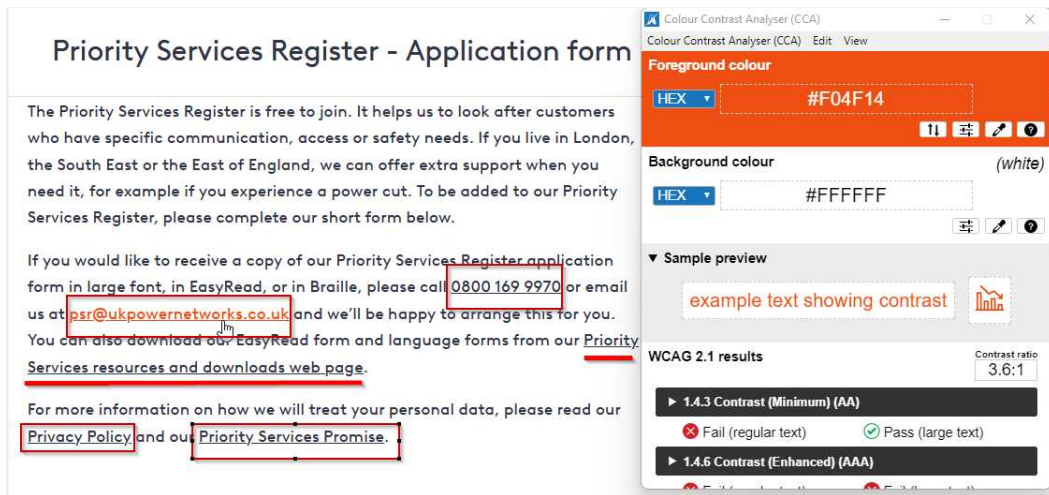 Priority Services Register - Application form
The Priority Services Register is free to join. It helps us to look after customers
who have specific communication, access or safety needs. If you live in London,
the South East or the East of England, we can offer extra support when you
need it, for example if you experience a power cut. To be added to our Priority
Services Register, please complete our short form below.
If you would like to receive a copy of our Priority Services Register application
form in large font, in EasyRead, or in Braille, please call 0800 169 9970 or email
us at psr@ukpowernetworks.co.uk and we'll be happy to arrange this for you.
You can also download our EasyRead form and language forms from our Priority
Services resources and downloads web page.
For more information on how we will treat your personal data, please read our
Privacy Policy and our Priority Services Promise.
Colour Contrast Analyser (CCA)
Colour Contrast Analyser (CCA) Edit View
Foreground colour
HEX #F04F14
Background colour (white)
HEX #FFFFFF
Sample preview
example text showing contrast
WCAG 2.1 results Contrast ratio
3.6:1
1.4.3 Contrast (Minimum) (AA)
Fail (regular text) Pass (large text)
1.4.6 Contrast (Enhanced) (AAA)